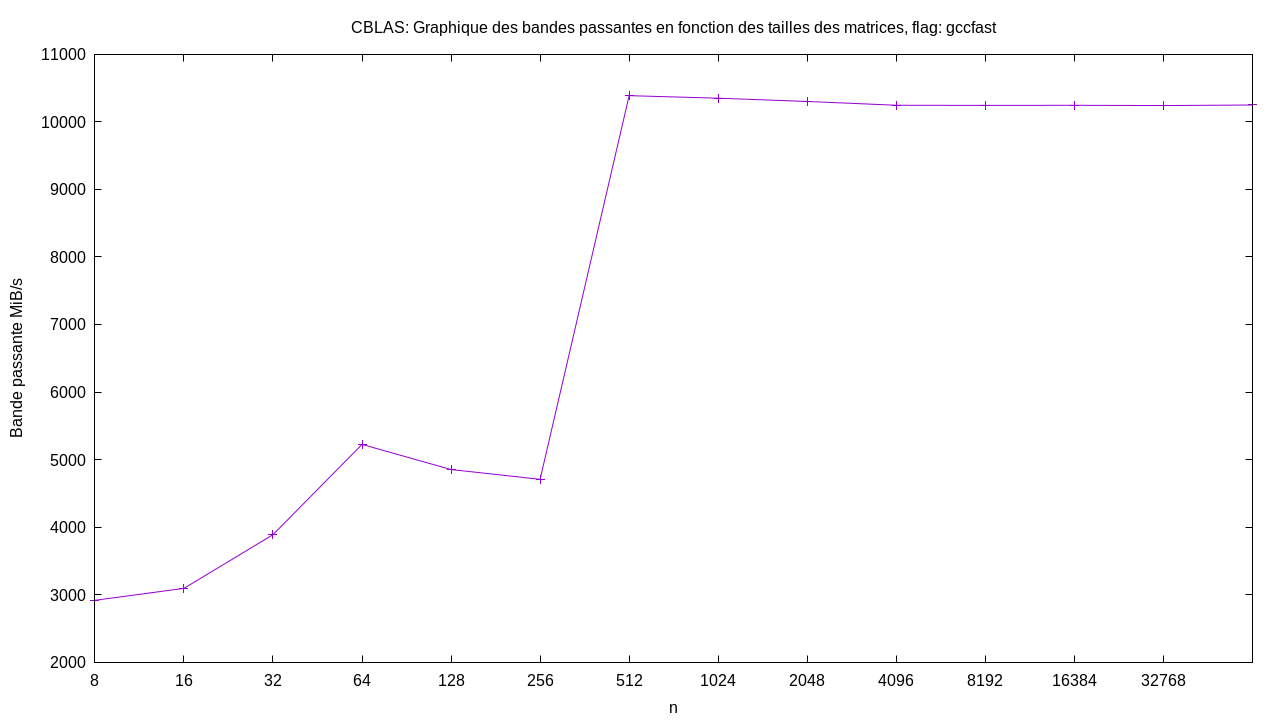 CBLAS: Graphique des bandes passantes en fonction des tailles des matrices, flag: gccfast
11000
10000
9000
8000
7000
6000
5000
4000
3000
2000
Bande passante MiB/s
8 16 32 64 128 256 512 1024 2048 4096 8192 16384 32768
n